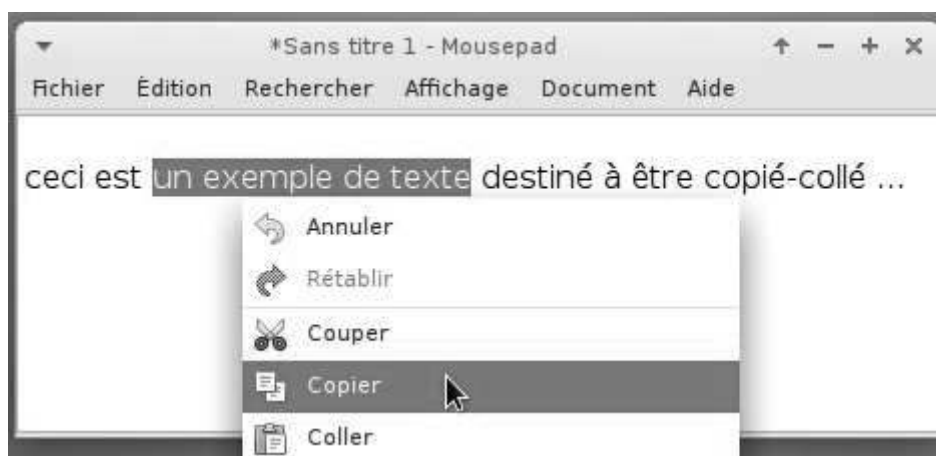 *Sans titre 1 - Mousepad
Fichier Édition Rechercher Affichage Document Aide
ceci est un exemple de texte destiné à être copié-collé ...
Annuler
Rétablir
Couper
Copier
Coller